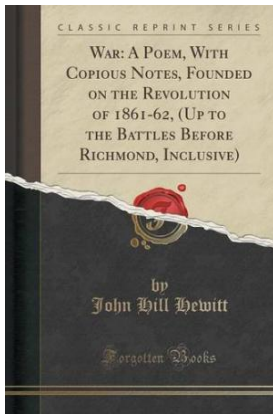 CLASSIC REPRINT SERIES
WAR: A POEM, WITH
COPIOUS NOTES, FOUNDED
ON THE REVOLUTION
OF 1861-62, (UP TO
THE BATTLES BEFORE
RICHMOND, INCLUSIVE)
by
John Hill Hewitt
Forgotten Books